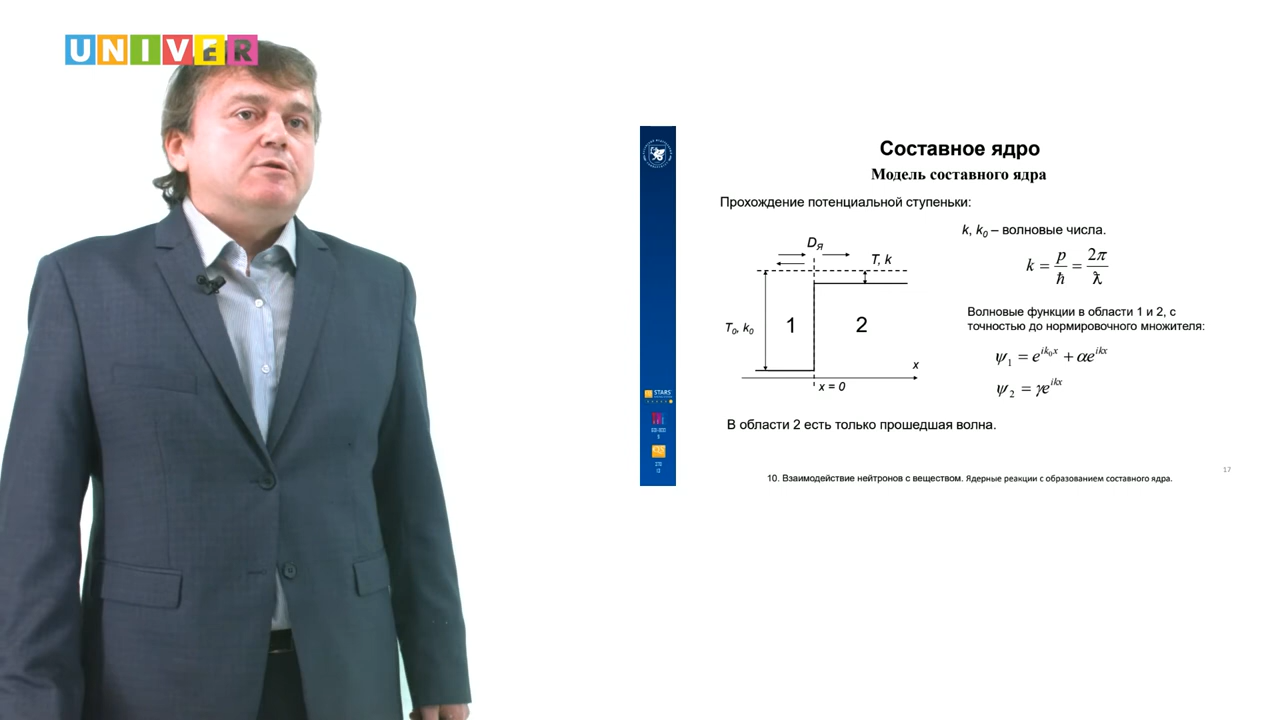 UNIVER
Составное ядро
Модель составного ядра
Прохождение потенциальной ступеньки:
k, k₀ – волновые числа.
k = p/ħ = 2π/ƛ
Dя
T, k
T₀, k₀
1
2
x
x = 0
Волновые функции в области 1 и 2, с
точностью до нормировочного множителя:
ψ₁ = e^{ik₀x} + αe^{ikx}
ψ₂ = γe^{ikx}
В области 2 есть только прошедшая волна.
STARS
17
10. Взаимодействие нейтронов с веществом. Ядерные реакции с образованием составного ядра.